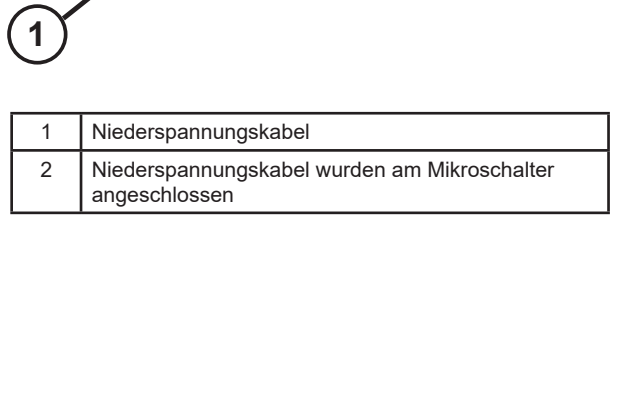 1
1 Niederspannungskabel
2 Niederspannungskabel wurden am Mikroschalter
angeschlossen